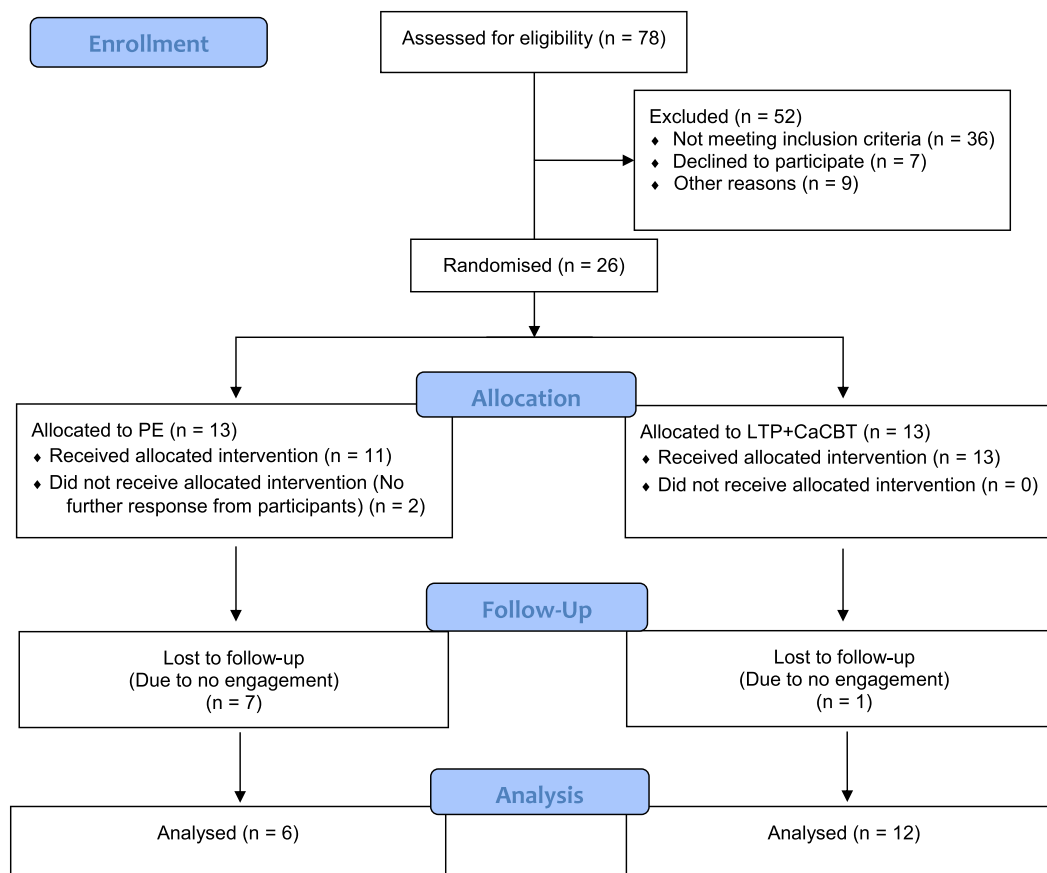 Enrollment
Assessed for eligibility (n = 78)
Excluded (n = 52)
♦ Not meeting inclusion criteria (n = 36)
♦ Declined to participate (n = 7)
♦ Other reasons (n = 9)
Randomised (n = 26)
Allocation
Allocated to PE (n = 13)
♦ Received allocated intervention (n = 11)
♦ Did not receive allocated intervention (No
further response from participants) (n = 2)
Allocated to LTP+CaCBT (n = 13)
♦ Received allocated intervention (n = 13)
♦ Did not receive allocated intervention (n = 0)
Follow-Up
Lost to follow-up
(Due to no engagement)
(n = 7)
Lost to follow-up
(Due to no engagement)
(n = 1)
Analysis
Analysed (n = 6)
Analysed (n = 12)